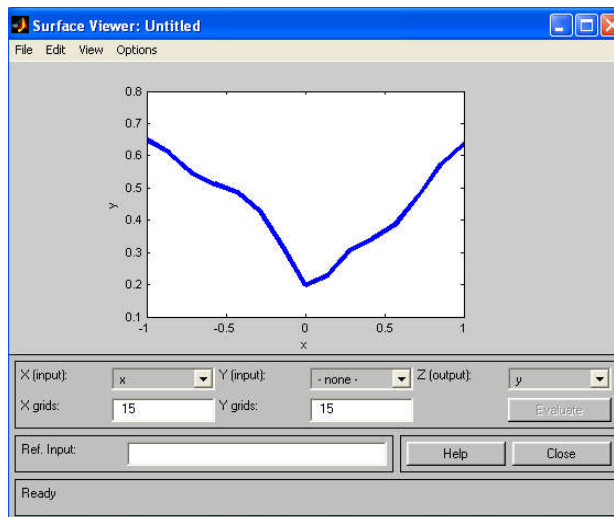 Surface Viewer: Untitled
File Edit View Options
0.8
0.7
0.6
0.5
0.4
0.3
0.2
0.1
y
-1 -0.5 0 0.5 1
x
X (input): x Y (input): - none - Z (output): y
X grids: 15 Y grids: 15 Evaluate
Ref. Input: Help Close
Ready